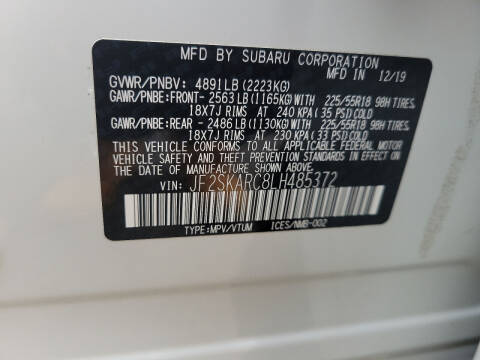 MFD BY SUBARU CORPORATION
MFD IN 12/19
GVWR/PNBV: 4891LB(2223KG)
GAWR/PNBE:FRONT- 2563LB(1165KG)WITH 225/55R18 98H TIRES,
18X7J RIMS AT 240 KPA(35 PSI)COLD
GAWR/PNBE:REAR - 2486LB(1130KG)WITH 225/55R18 98H TIRES,
18X7J RIMS AT 230 KPA(33 PSI)COLD
THIS VEHICLE CONFORMS TO ALL APPLICABLE FEDERAL MOTOR
VEHICLE SAFETY STANDARDS IN EFFECT ON THE
DATE OF MANUFACTURE SHOWN ABOVE.
VIN: JF2SKARC8LH485372
TYPE:MPV/VTUM ICES/NMB-002